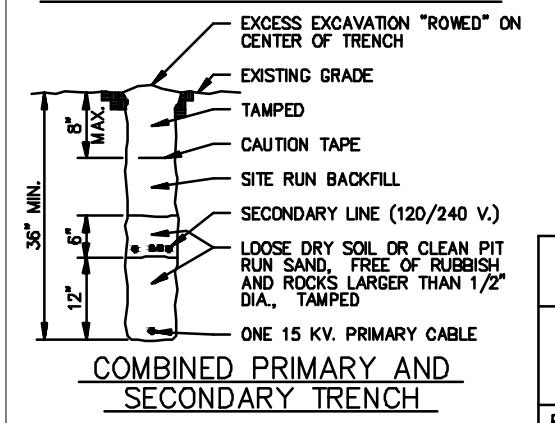 EXCESS EXCAVATION "ROWED" ON
CENTER OF TRENCH
EXISTING GRADE
TAMPED
CAUTION TAPE
SITE RUN BACKFILL
SECONDARY LINE (120/240 V.)
LOOSE DRY SOIL OR CLEAN PIT
RUN SAND, FREE OF RUBBISH
AND ROCKS LARGER THAN 1/2"
DIA., TAMPED
ONE 15 KV. PRIMARY CABLE
8"
MAX.
36" MIN.
6"
12"
COMBINED PRIMARY AND
SECONDARY TRENCH